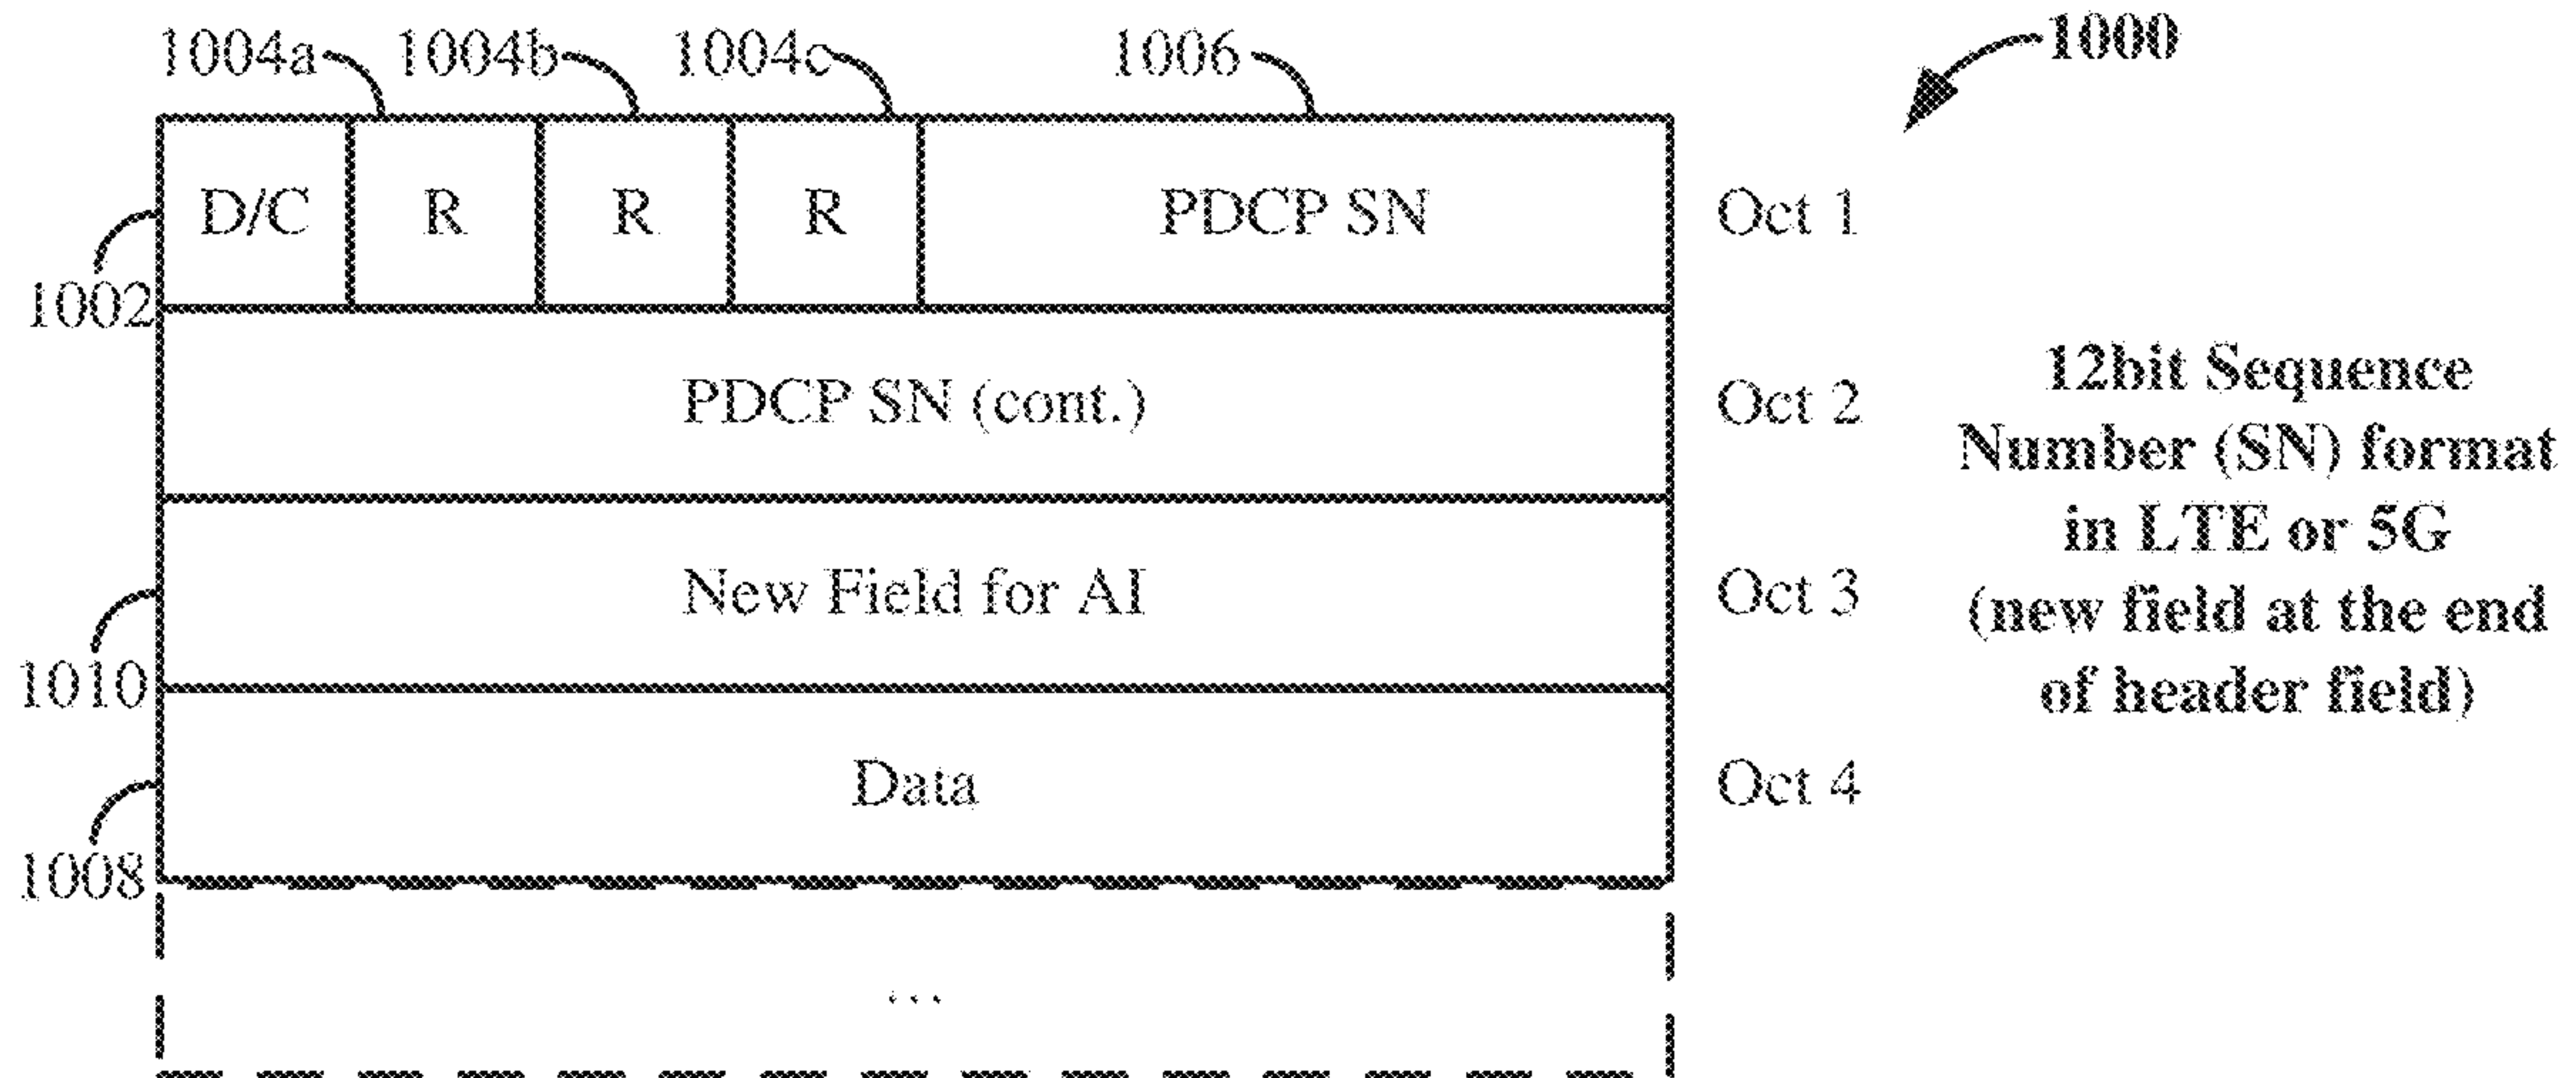 1004a 1004b 1004c 1006 1000
D/C R R R PDCP SN Oct 1
1002
PDCP SN (cont.) Oct 2
12bit Sequence
Number (SN) format
in LTE or 5G
(new field at the end
of header field)
New Field for AI Oct 3
1010
Data Oct 4
1008
...